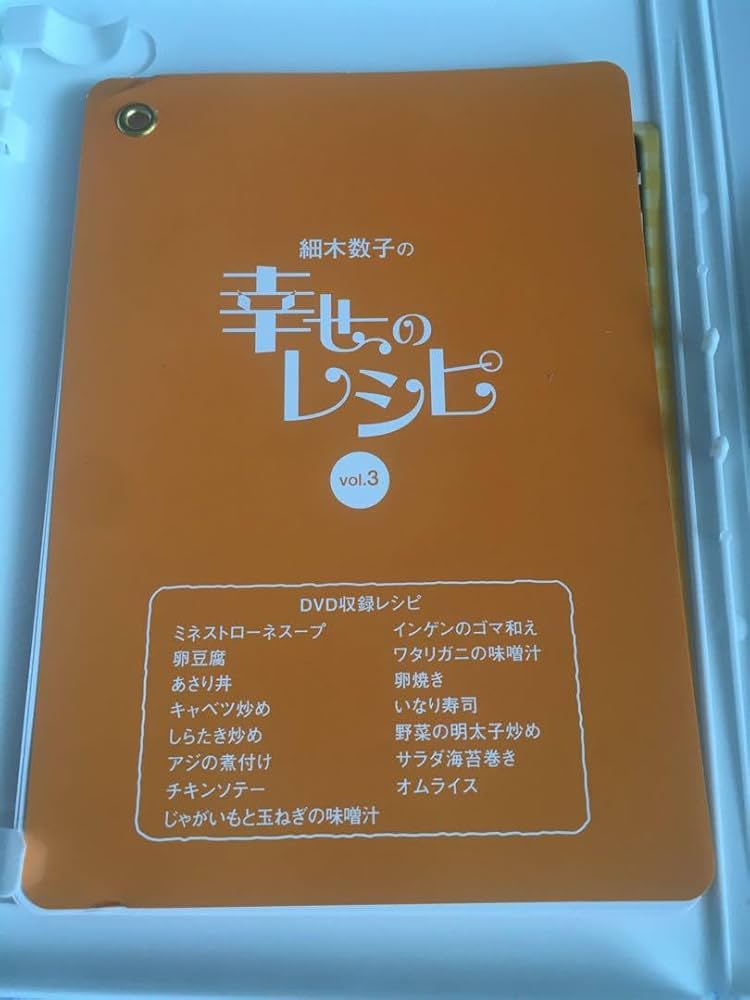 細木数子の
幸せの
レシピ
vol.3
DVD収録レシピ
ミネストローネスープ
卵豆腐
あさり丼
キャベツ炒め
しらたき炒め
アジの煮付け
チキンソテー
じゃがいもと玉ねぎの味噌汁
インゲンのゴマ和え
ワタリガニの味噌汁
卵焼き
いなり寿司
野菜の明太子炒め
サラダ海苔巻き
オムライス